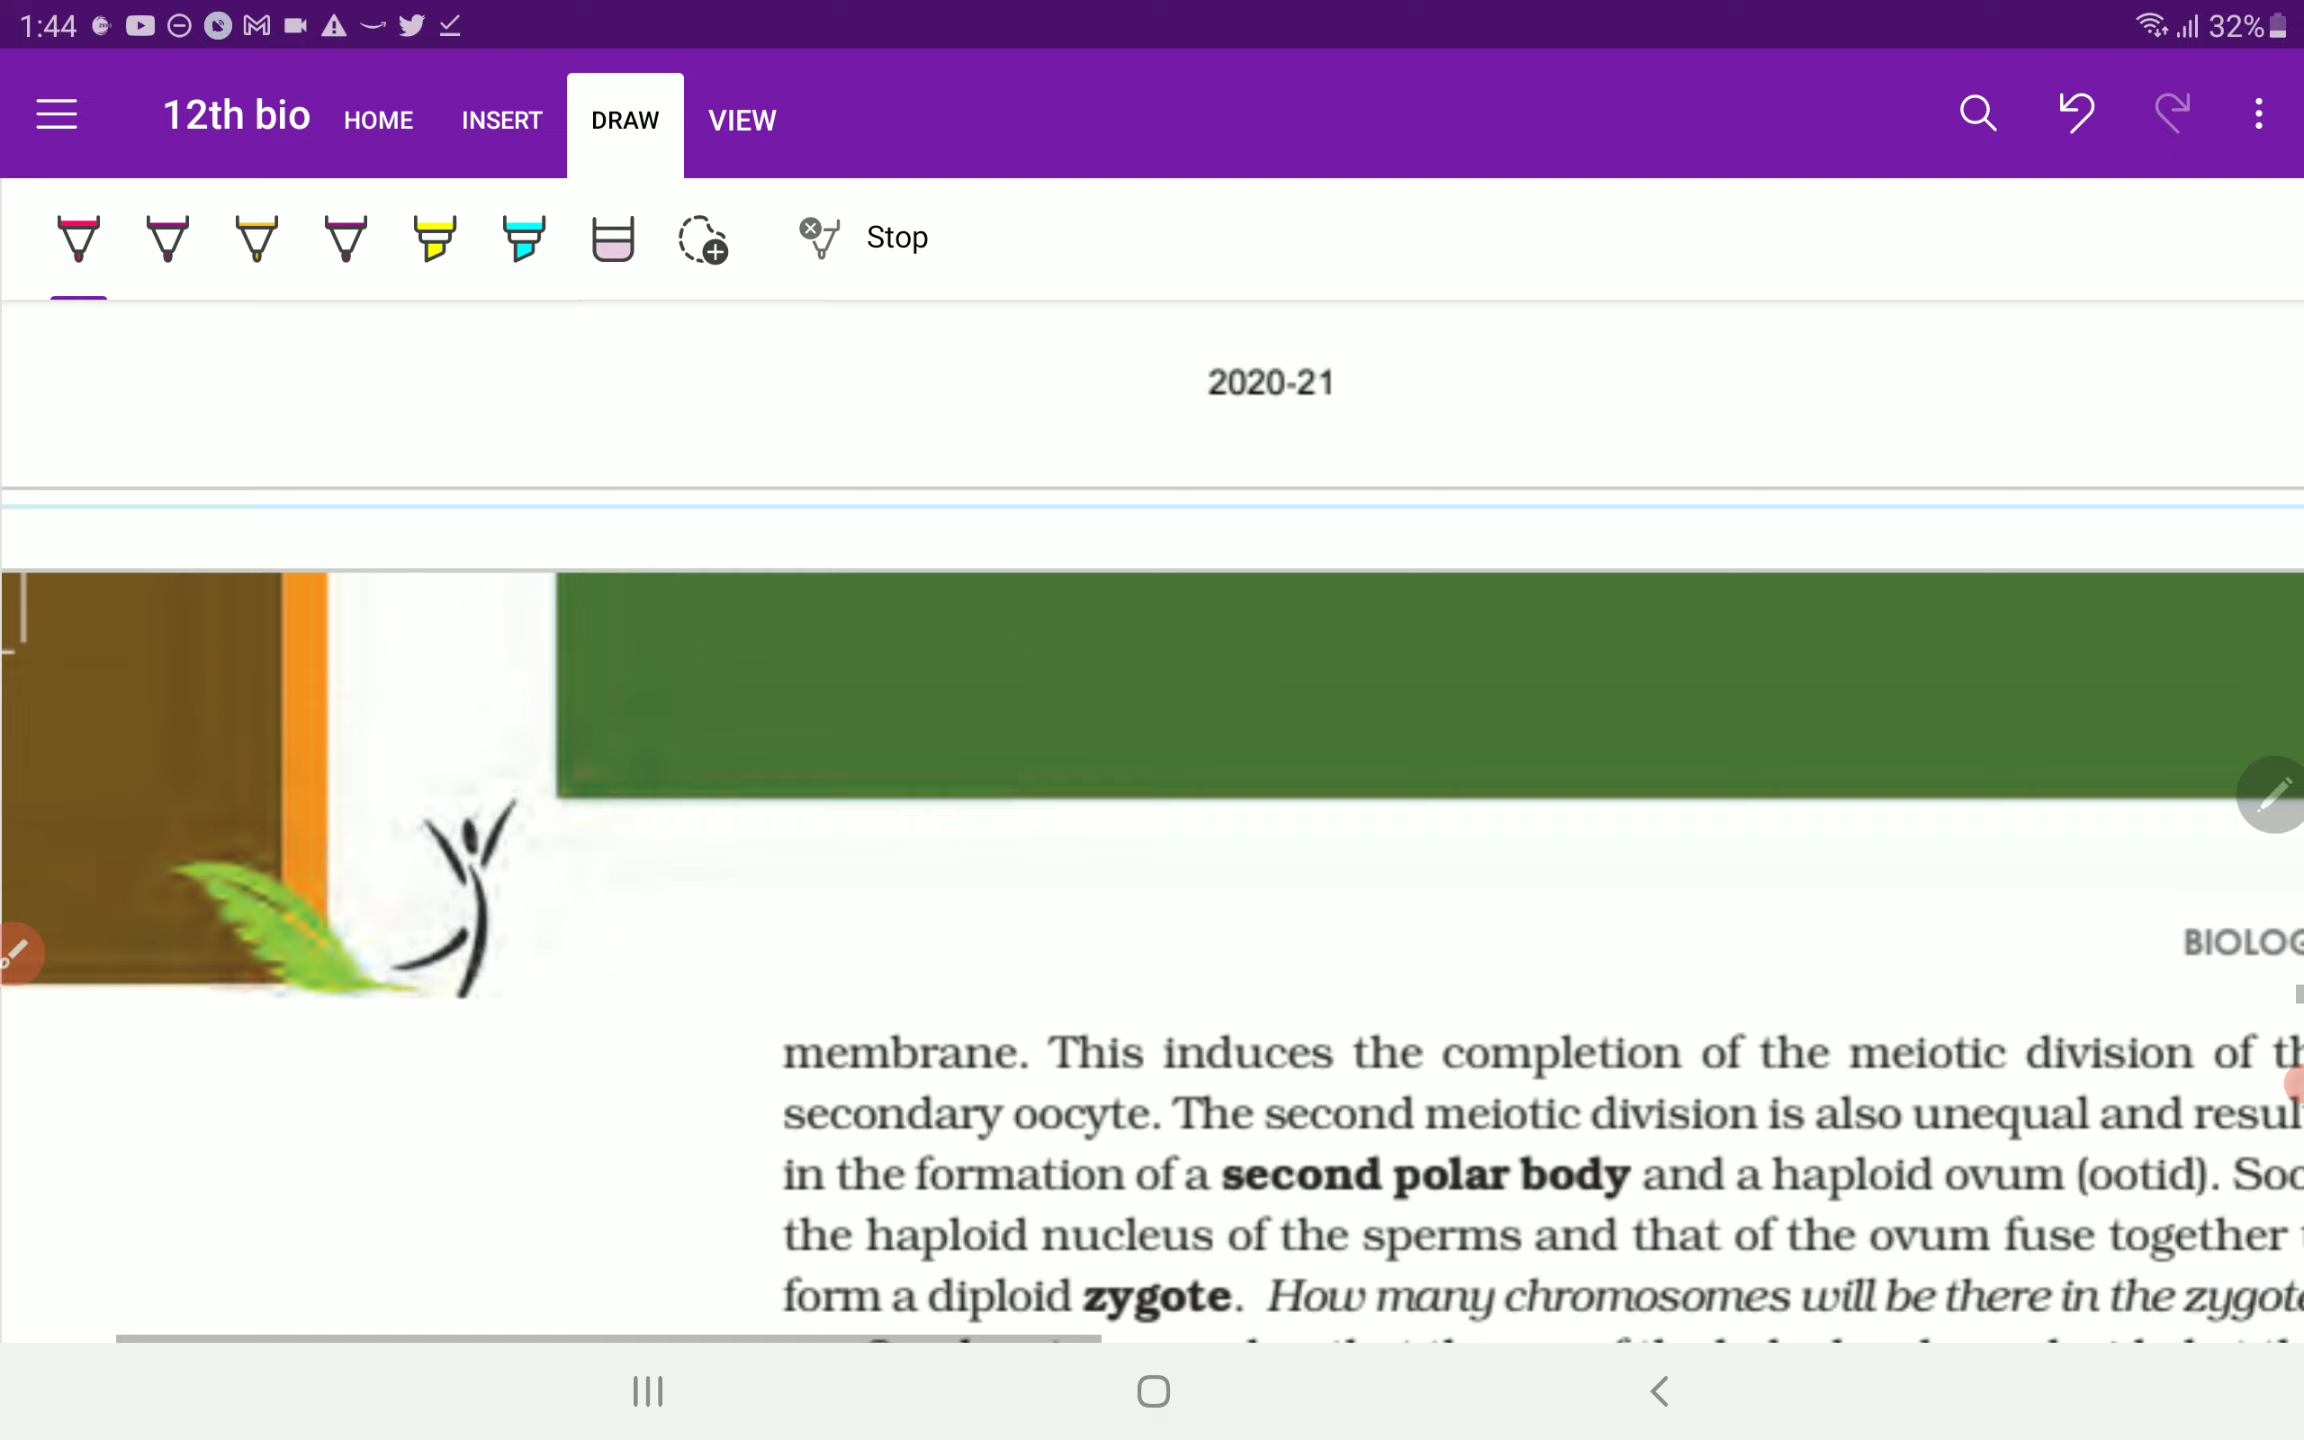 1:44 32%
12th bio HOME INSERT DRAW VIEW
Stop
2020-21
BIOLOG
membrane. This induces the completion of the meiotic division of th
secondary oocyte. The second meiotic division is also unequal and resul
in the formation of a second polar body and a haploid ovum (ootid). Soo
the haploid nucleus of the sperms and that of the ovum fuse together
form a diploid zygote. How many chromosomes will be there in the zygote